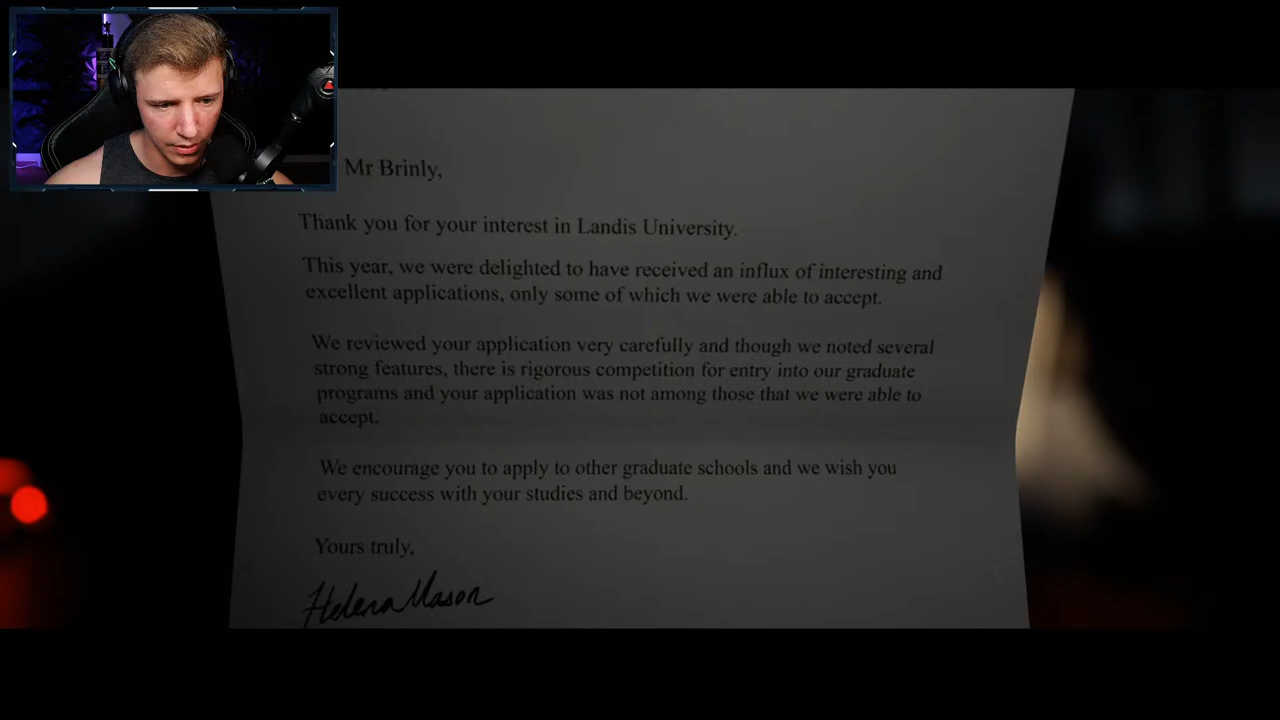 Mr Brinly,
Thank you for your interest in Landis University.
This year, we were delighted to have received an influx of interesting and
excellent applications, only some of which we were able to accept.
We reviewed your application very carefully and though we noted several
strong features, there is rigorous competition for entry into our graduate
programs and your application was not among those that we were able to
accept.
We encourage you to apply to other graduate schools and we wish you
every success with your studies and beyond.
Yours truly,
Helena Mason